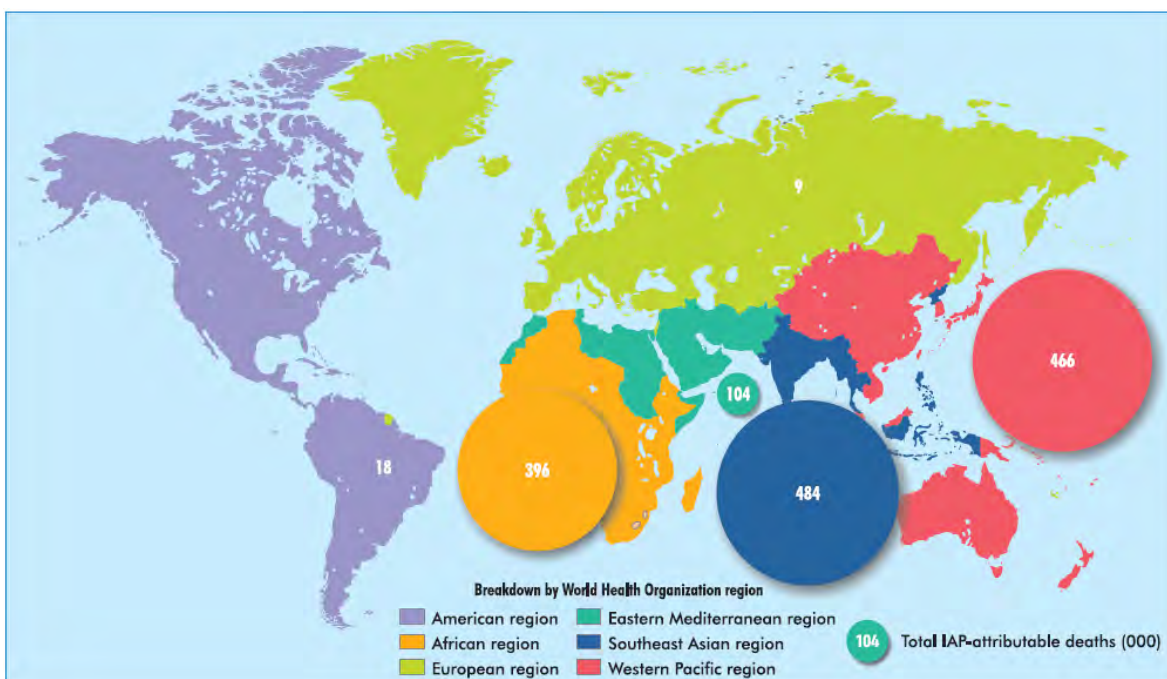 9
466
104
18
396
484
Breakdown by World Health Organization region
American region
Eastern Mediterranean region
African region
Southeast Asian region
European region
Western Pacific region
104 Total IAP-attributable deaths (000)